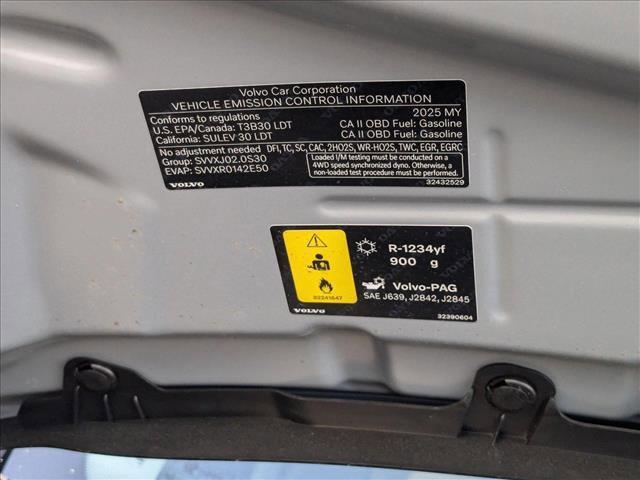 Volvo Car Corporation
VEHICLE EMISSION CONTROL INFORMATION
Conforms to regulations 2025 MY
U.S. EPA/Canada: T3B30 LDT CA II OBD Fuel: Gasoline
California: SULEV 30 LDT CA II OBD Fuel: Gasoline
No adjustment needed DFI, TC, SC, CAC, 2HO2S, WR-HO2S, TWC, EGR, EGRC
Group: SVVXJ02.0S30
EVAP: SVVXR0142E50
Loaded I/M testing must be conducted on a
4WD speed synchronized dyno. Otherwise, a
non-loaded test procedure must be involved.
VOLVO 32432529
R-1234yf
900 g
Volvo-PAG
SAE J639, J2842, J2845
32241647
VOLVO 32390604